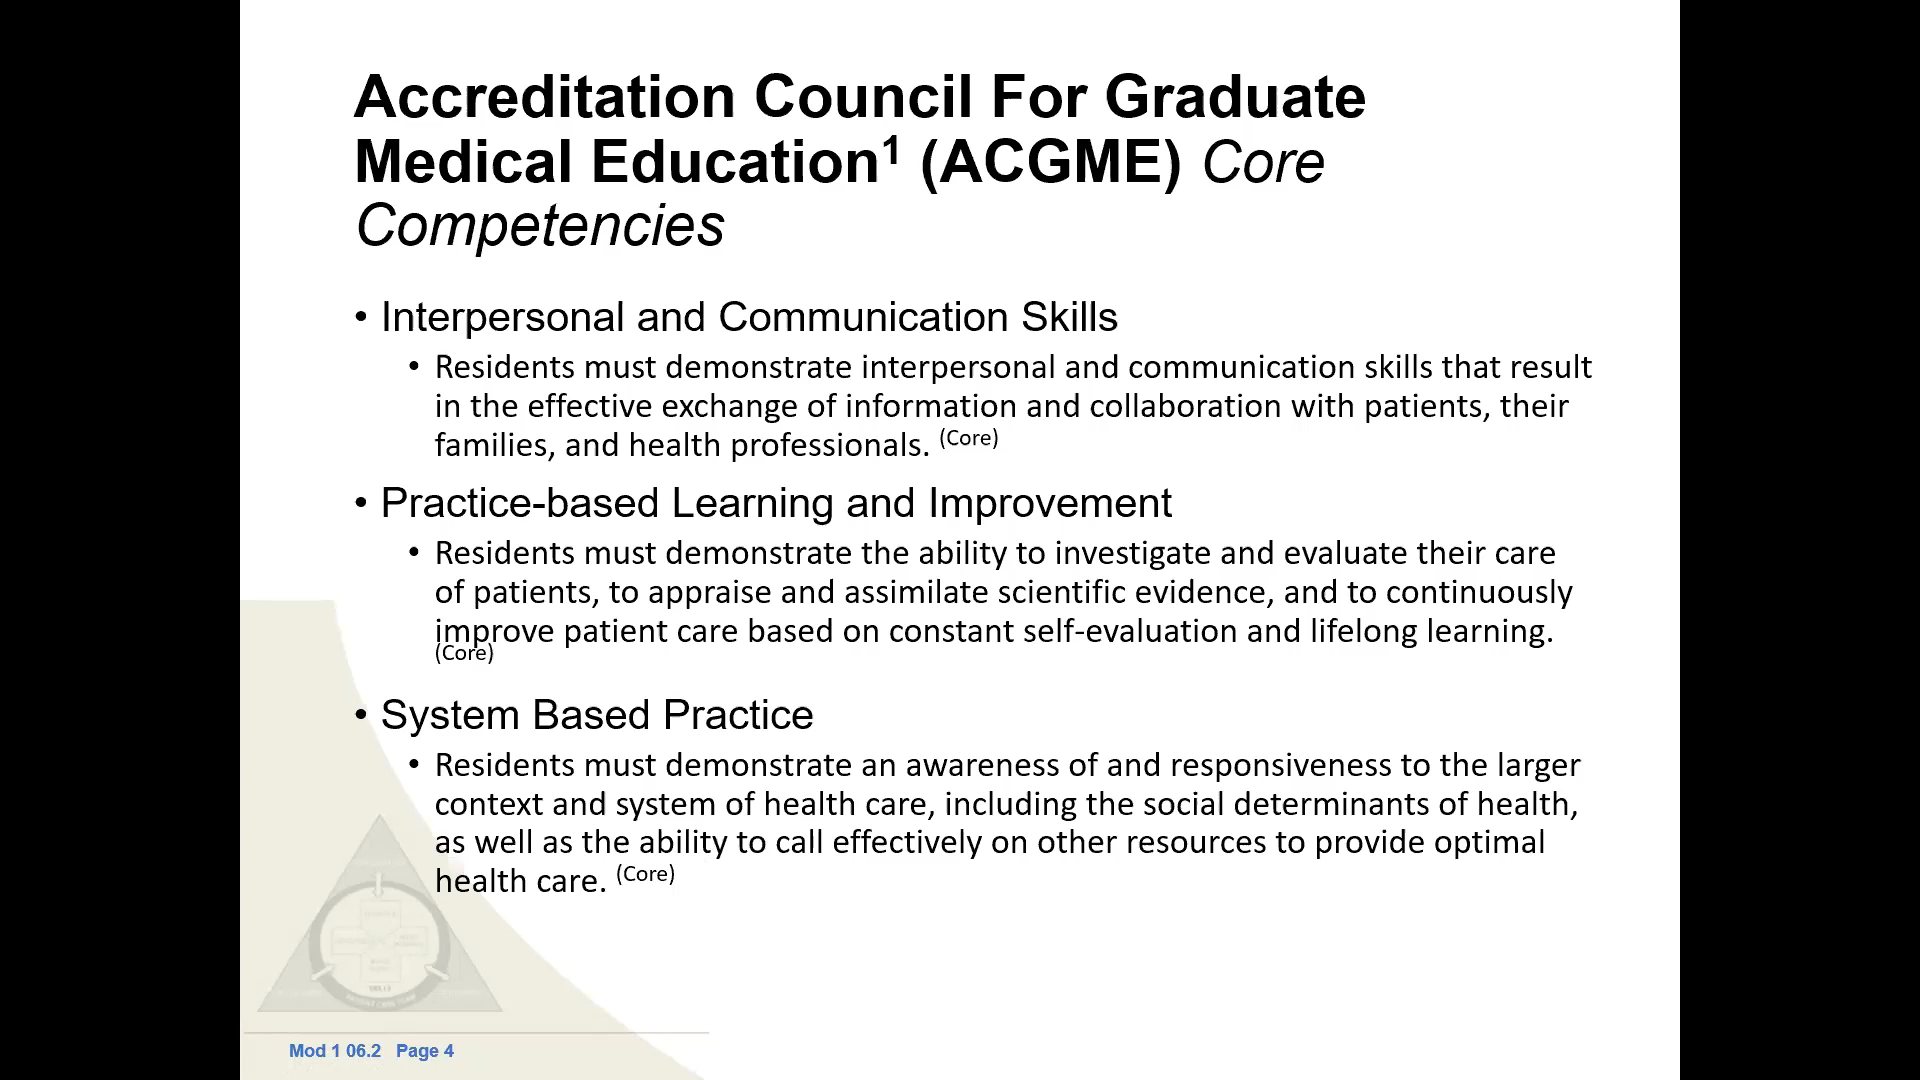 Accreditation Council For Graduate
Medical Education1 (ACGME) Core
Competencies
• Interpersonal and Communication Skills
• Residents must demonstrate interpersonal and communication skills that result
in the effective exchange of information and collaboration with patients, their
families, and health professionals. (Core)
• Practice-based Learning and Improvement
• Residents must demonstrate the ability to investigate and evaluate their care
of patients, to appraise and assimilate scientific evidence, and to continuously
improve patient care based on constant self-evaluation and lifelong learning.
(Core)
• System Based Practice
• Residents must demonstrate an awareness of and responsiveness to the larger
context and system of health care, including the social determinants of health,
as well as the ability to call effectively on other resources to provide optimal
health care. (Core)
Mod 1 06.2 Page 4